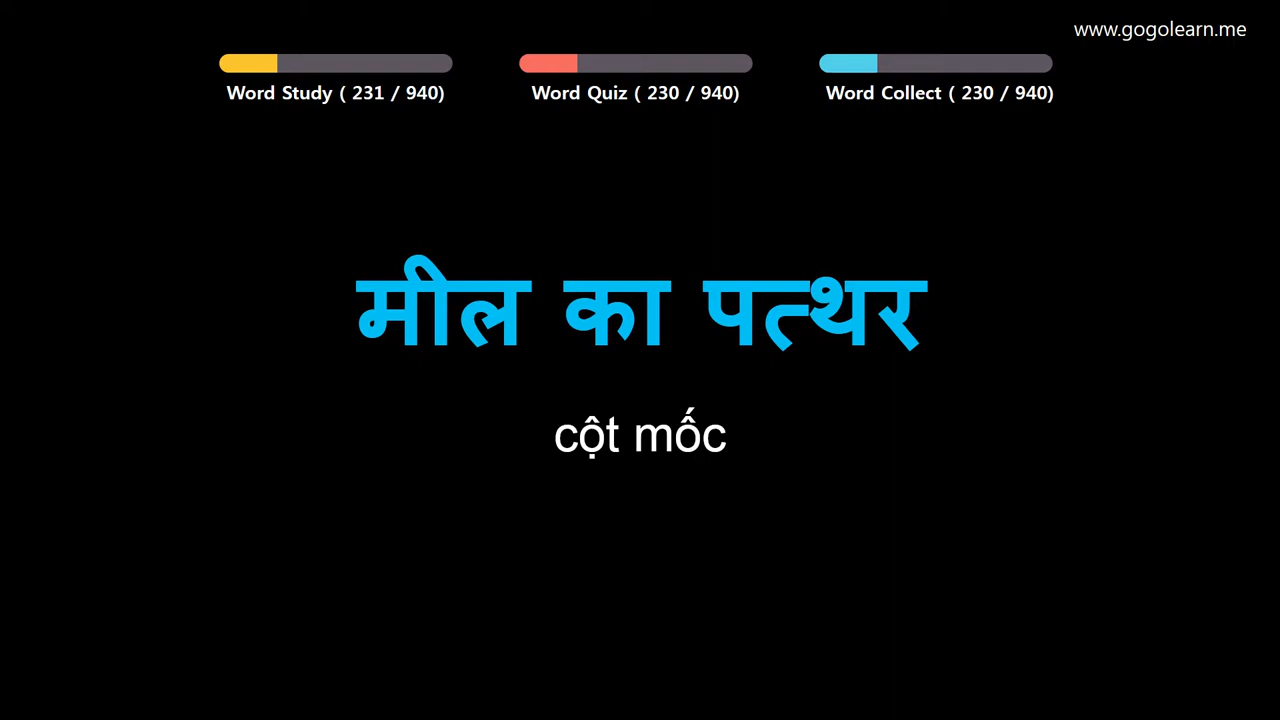 www.gogolearn.me
Word Study ( 231 / 940)
Word Quiz ( 230 / 940)
Word Collect ( 230 / 940)
मील का पत्थर
cột mốc